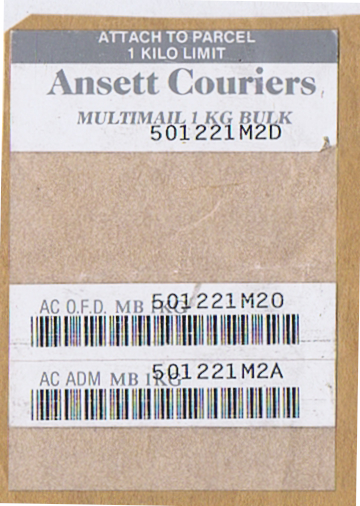 ATTACH TO PARCEL
1 KILO LIMIT
Ansett Couriers
MULTIMAIL 1 KG BULK
501221M2D
AC O.F.D. MB 1KG 501221M2O
AC ADM MB 1KG 501221M2A